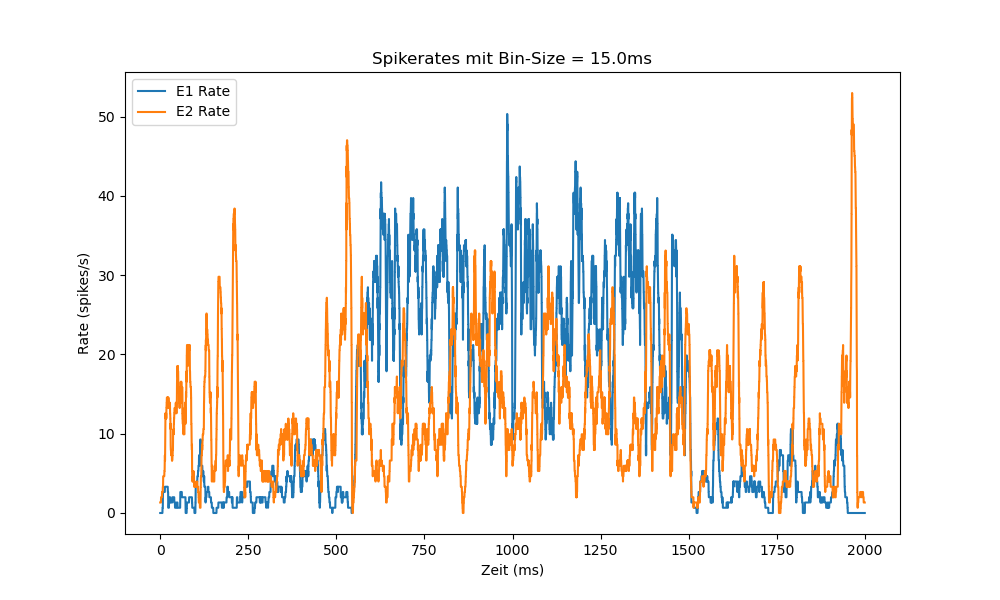 Spikerates mit Bin-Size = 15.0ms
E1 Rate
E2 Rate
Rate (spikes/s)
50
40
30
20
10
0
0 250 500 750 1000 1250 1500 1750 2000
Zeit (ms)